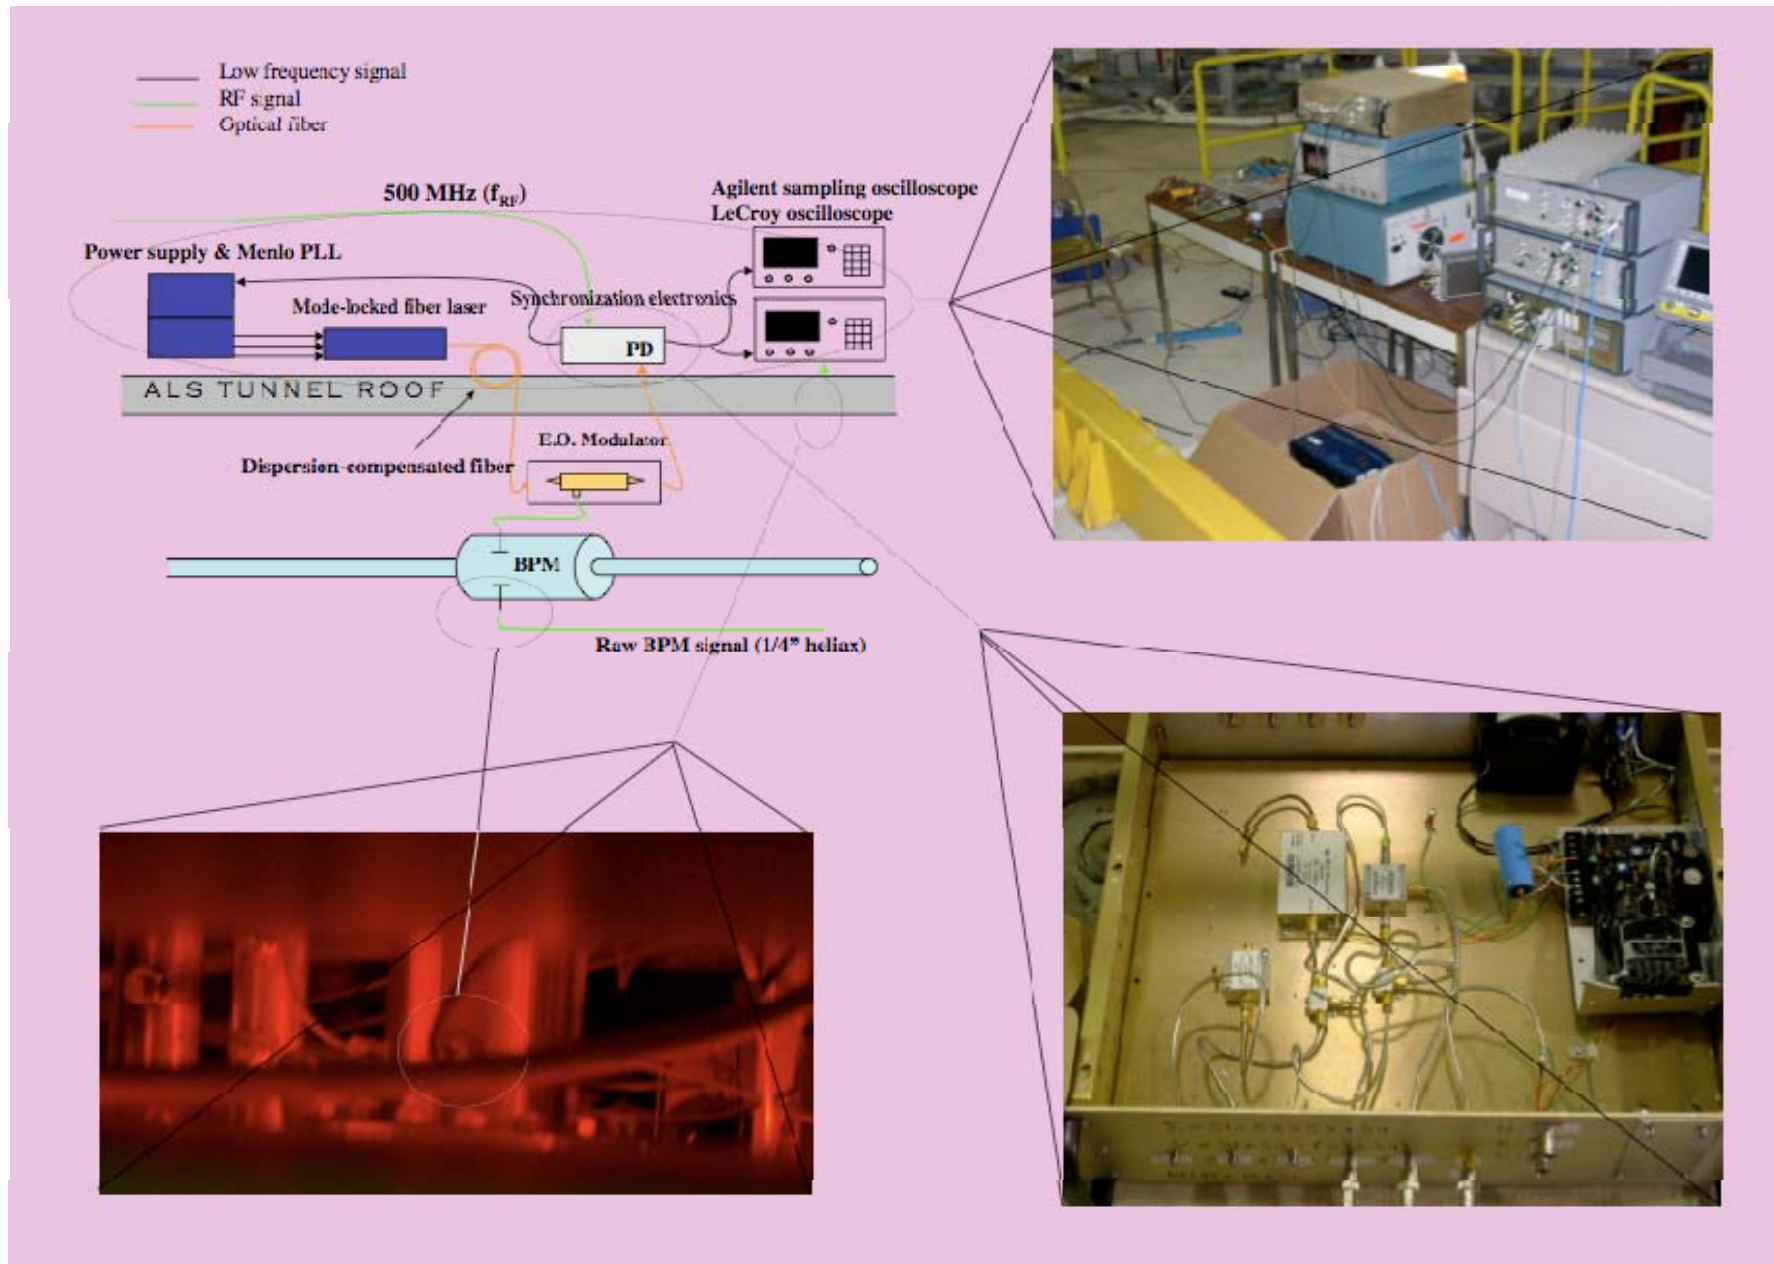 Low frequency signal
RF signal
Optical fiber
500 MHz (fRF)
Agilent sampling oscilloscope
LeCroy oscilloscope
Power supply & Menlo PLL
Synchronization electronics
Mode-locked fiber laser
PD
ALS TUNNEL ROOF
E.O. Modulator
Dispersion-compensated fiber
BPM
Raw BPM signal (1/4” heliax)